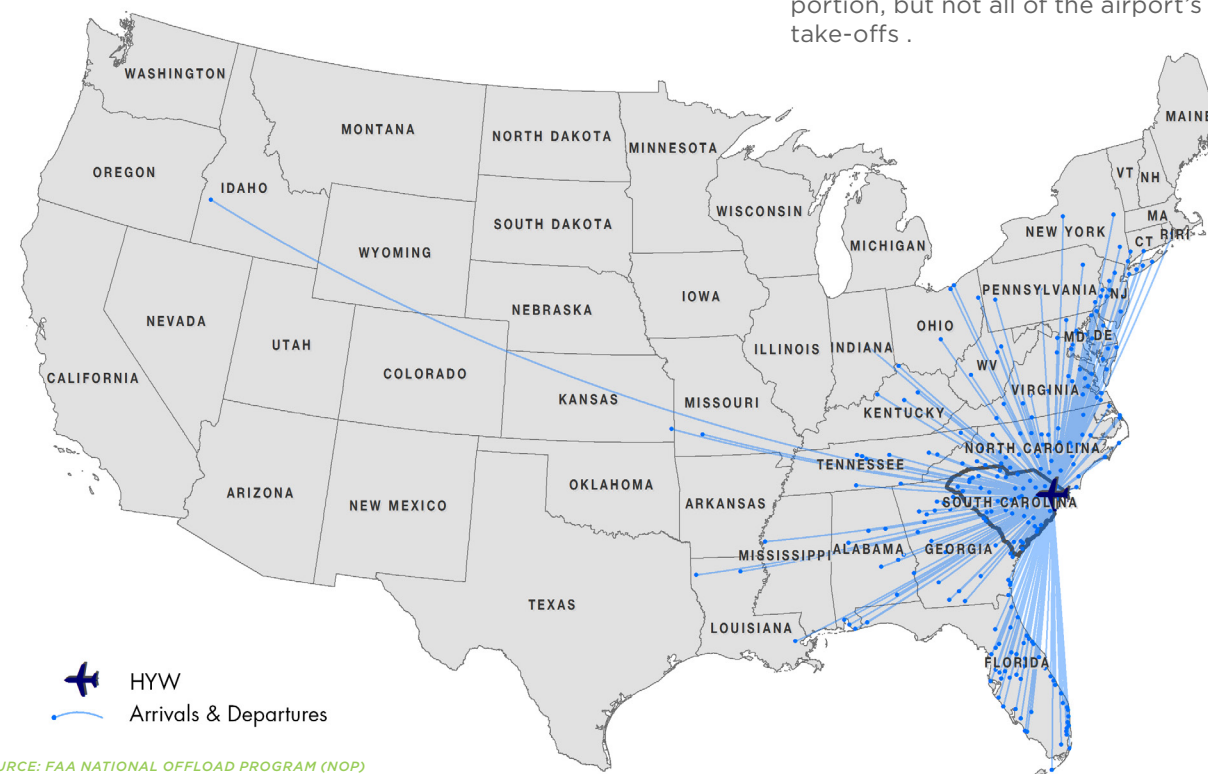 portion, but not all of the airport's
take-offs .
WASHINGTON
MAINE
MONTANA
NORTH DAKOTA
MINNESOTA
OREGON
IDAHO
VT
NH
SOUTH DAKOTA
WISCONSIN
MICHIGAN
NEW YORK
MA
CT
RI
RI
WYOMING
IOWA
PENNSYLVANIA
NJ
NEBRASKA
NEVADA
UTAH
OHIO
MD
DE
ILLINOIS
INDIANA
WV
CALIFORNIA
COLORADO
KANSAS
MISSOURI
VIRGINIA
KENTUCKY
NORTH CAROLINA
TENNESSEE
ARIZONA
NEW MEXICO
OKLAHOMA
ARKANSAS
SOUTH CAROLINA
MISSISSIPPI
ALABAMA
GEORGIA
TEXAS
LOUISIANA
FLORIDA
HYW
Arrivals & Departures
URCE: FAA NATIONAL OFFLOAD PROGRAM (NOP)